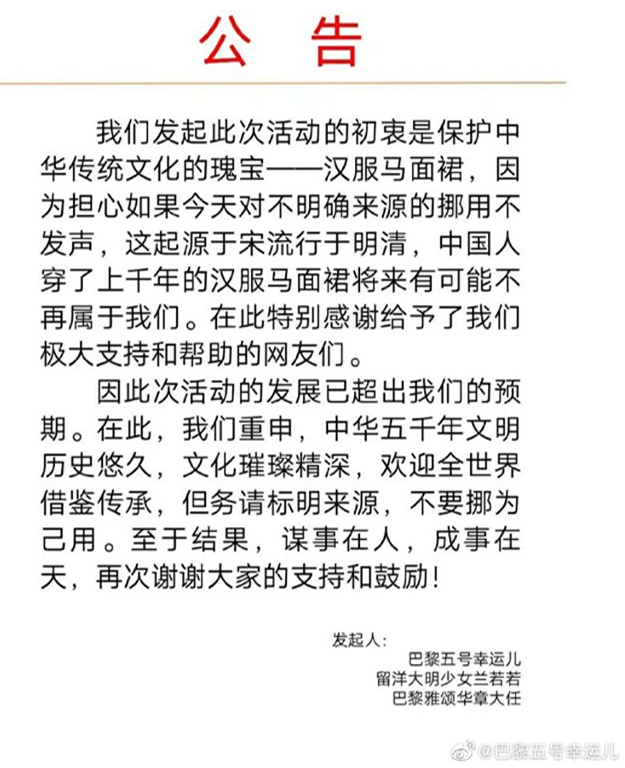 公 告
我们发起此次活动的初衷是保护中
华传统文化的瑰宝——汉服马面裙，因
为担心如果今天对不明确来源的挪用不
发声，这起源于宋流行于明清，中国人
穿了上千年的汉服马面裙将来有可能不
再属于我们。在此特别感谢给予了我们
极大支持和帮助的网友们。
因此次活动的发展已超出我们的预
期。在此，我们重申，中华五千年文明
历史悠久，文化璀璨精深，欢迎全世界
借鉴传承，但务请标明来源，不要挪为
己用。至于结果，谋事在人，成事在
天，再次谢谢大家的支持和鼓励！
发起人：
巴黎五号幸运儿
留洋大明少女兰若若
巴黎雅颂华章大任
@巴黎五号幸运儿